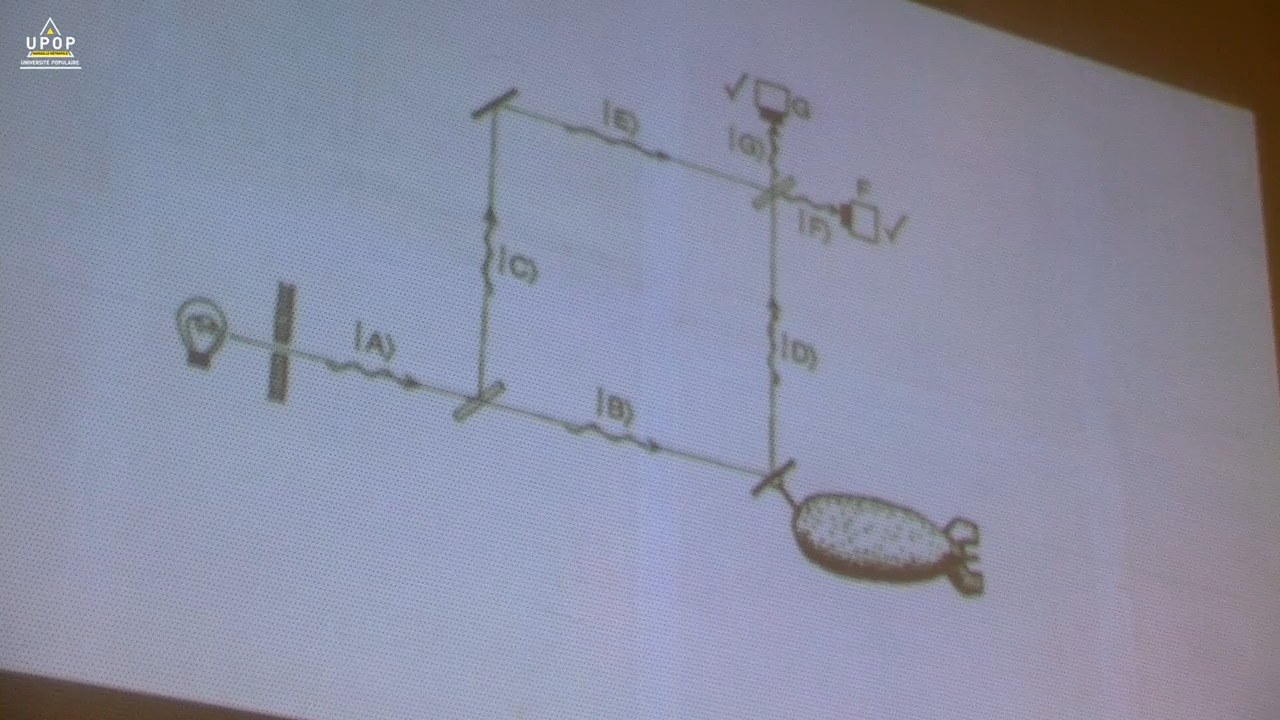 UPOP
UNIVERSITÉ POPULAIRE
G
|E⟩
|G⟩
F
|F⟩
|C⟩
|A⟩
|D⟩
|B⟩